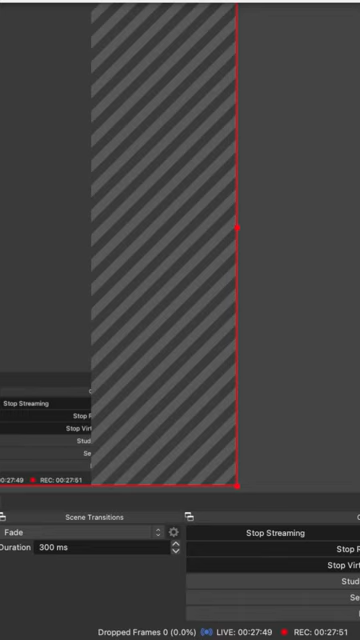 Stop Streaming
Stop R
Stop Virt
Stud
Se
0:27:49 REC: 00:27:51
Scene Transitions
Fade
Duration 300 ms
Stop Streaming
Stop R
Stop Virt
Studi
Se
Dropped Frames 0 (0.0%) LIVE: 00:27:49 REC: 00:27:51